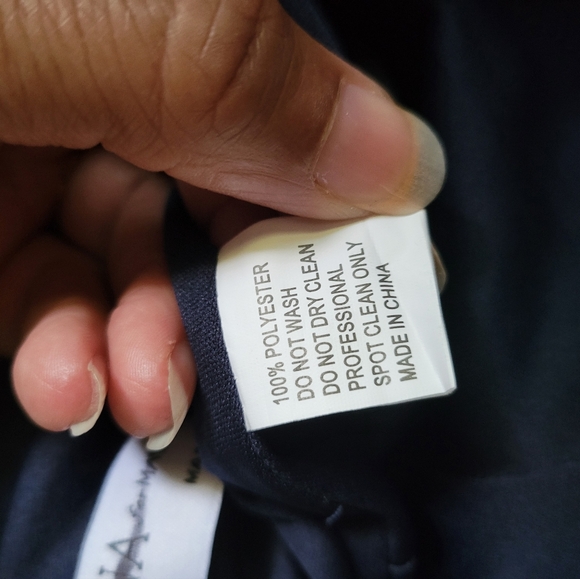 100% POLYESTER
DO NOT WASH
DO NOT DRY CLEAN
PROFESSIONAL
SPOT CLEAN ONLY
MADE IN CHINA